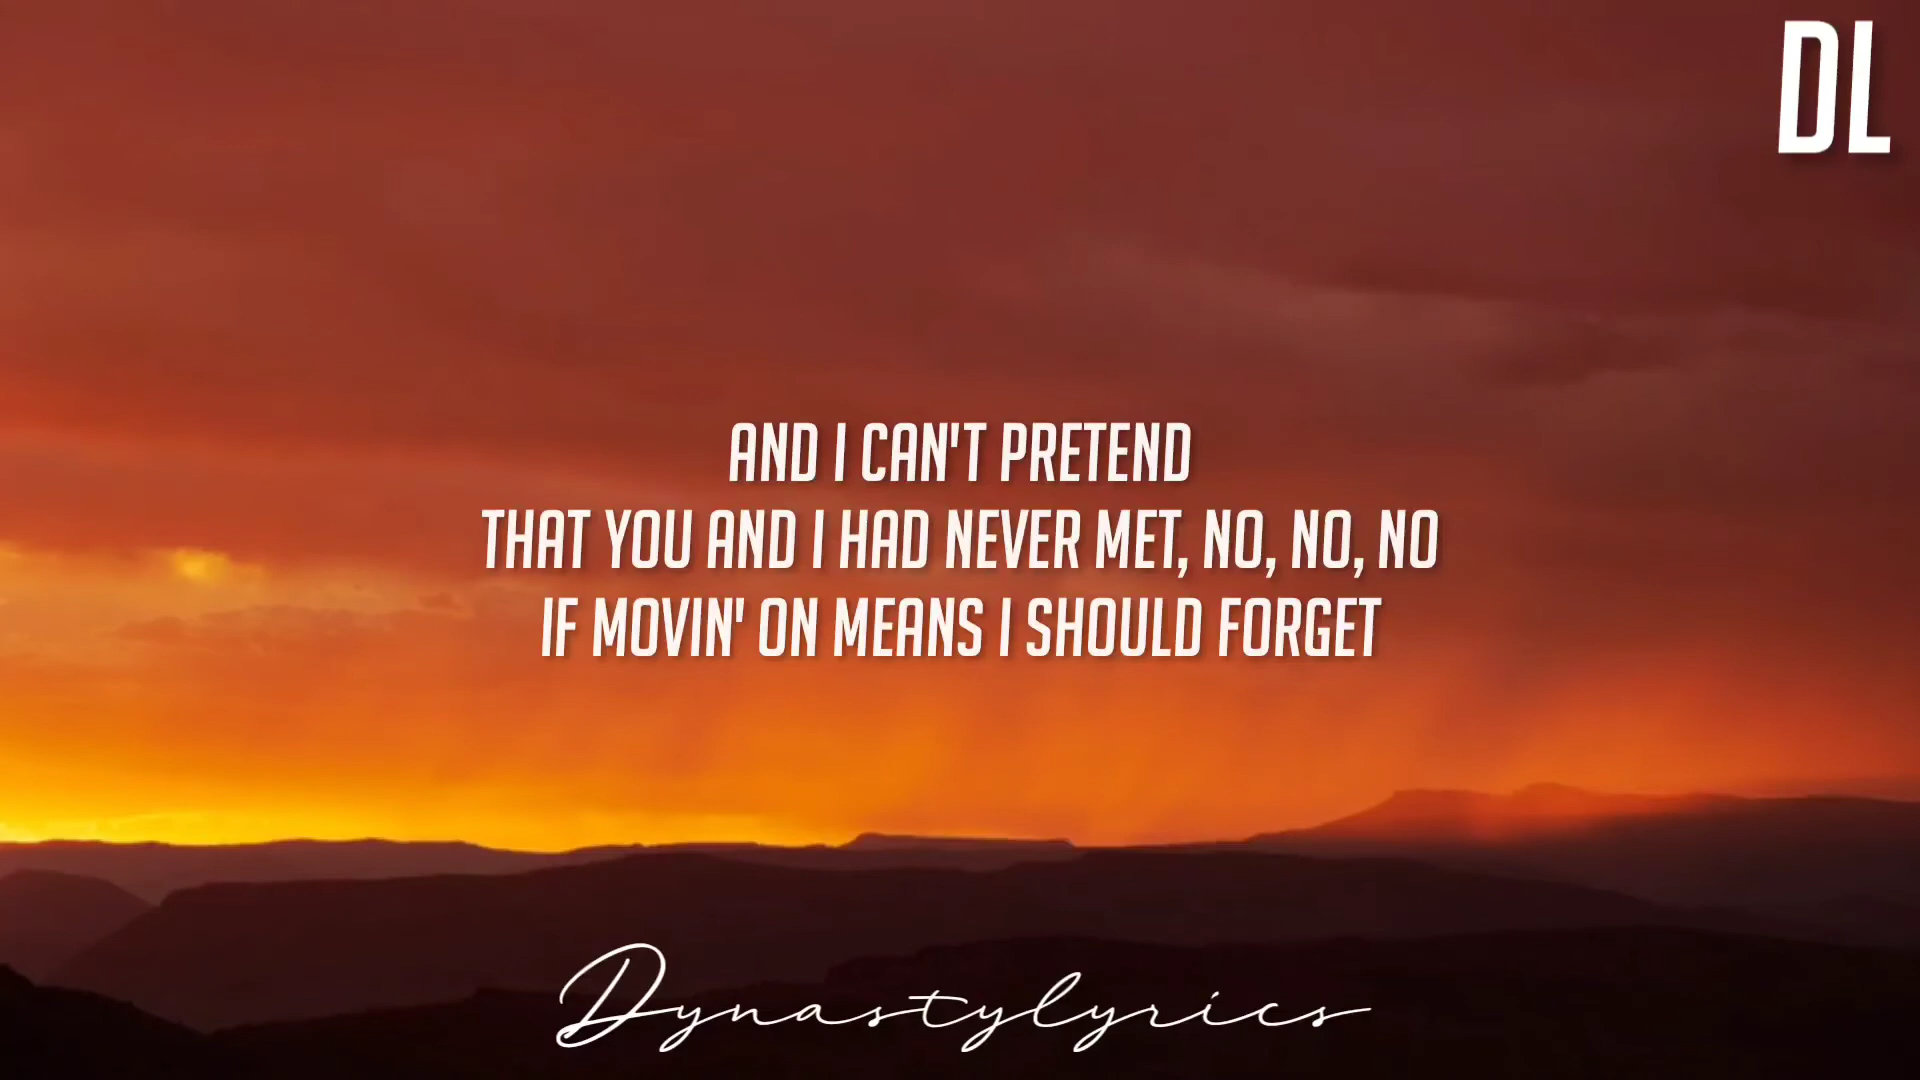 DL
AND I CAN'T PRETEND
THAT YOU AND I HAD NEVER MET, NO, NO, NO
IF MOVIN' ON MEANS I SHOULD FORGET
Dynastylyrics